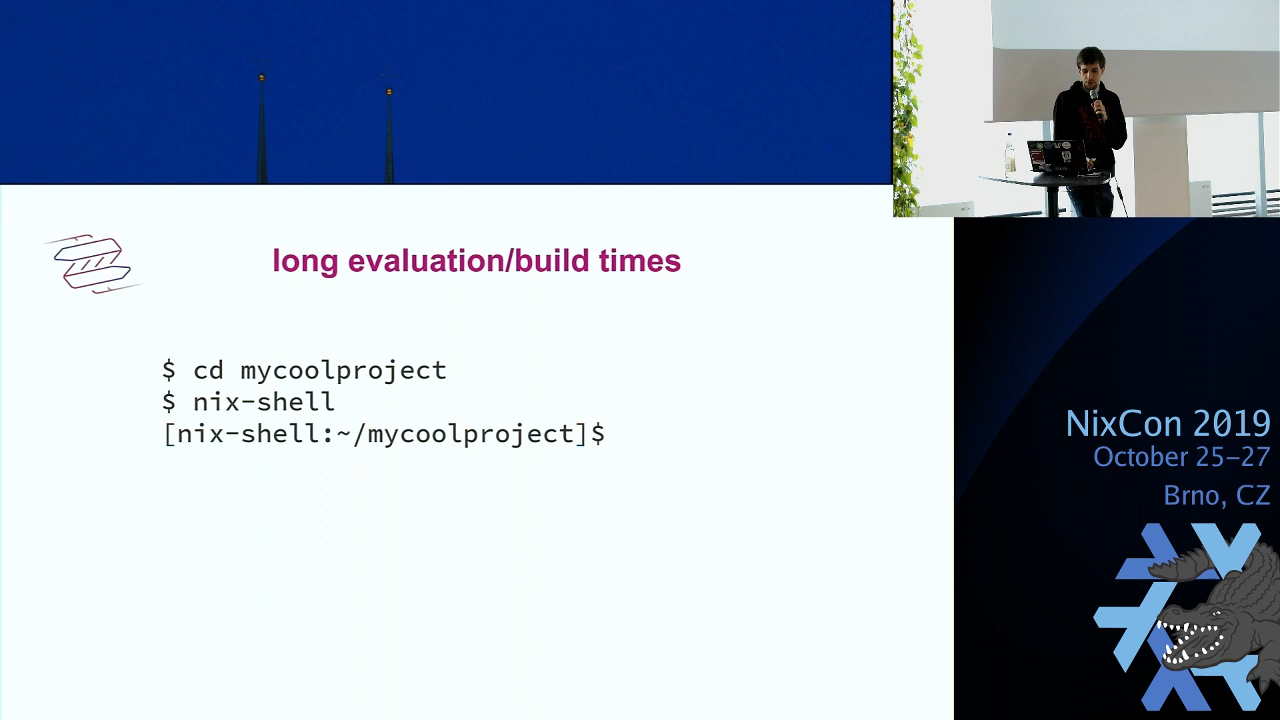 long evaluation/build times
$ cd mycoolproject
$ nix-shell
[nix-shell:~/mycoolproject]$
NixCon 2019
October 25–27
Brno, CZ